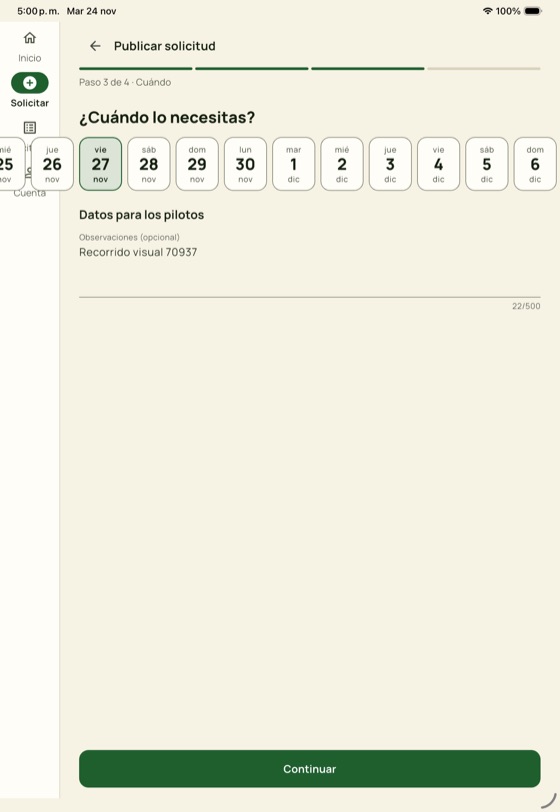 5:00 p. m. Mar 24 nov
100%
Inicio
Solicitar
Cuenta
Publicar solicitud
Paso 3 de 4 · Cuándo
¿Cuándo lo necesitas?
mié jue vie sáb dom lun mar mié jue vie sáb dom
25 26 27 28 29 30 1 2 3 4 5 6
nov nov nov nov nov nov dic dic dic dic dic dic
Datos para los pilotos
Observaciones (opcional)
Recorrido visual 70937
22/500
Continuar